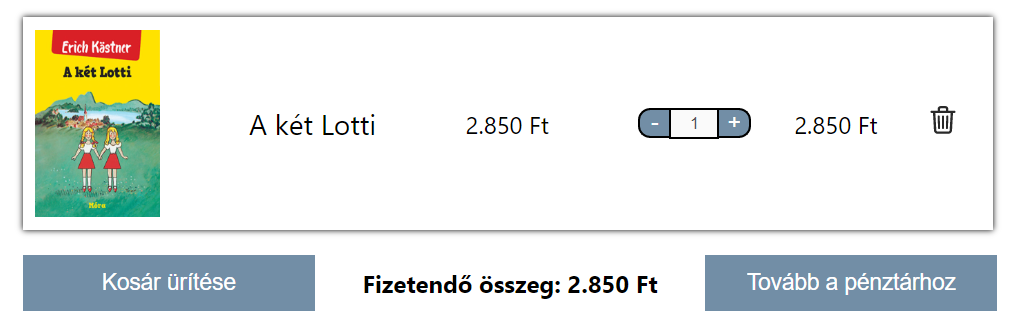 Erich Kästner
A két Lotti
Móra
A két Lotti 2.850 Ft - 1 + 2.850 Ft
Kosár ürítése Fizetendő összeg: 2.850 Ft Tovább a pénztárhoz